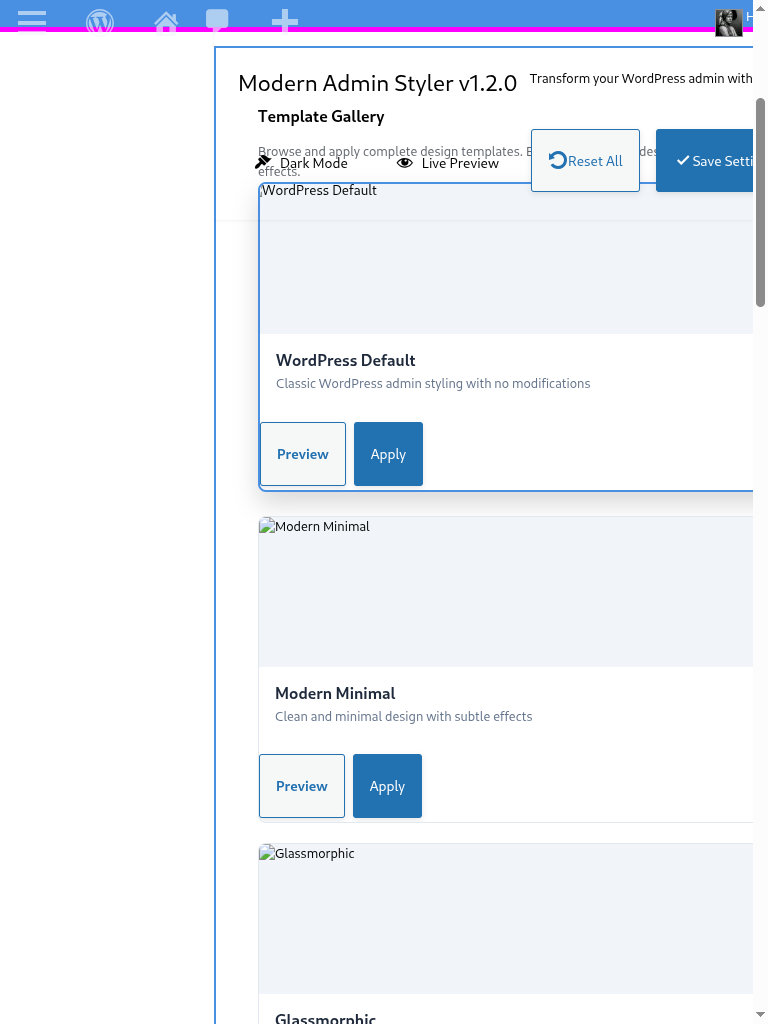 H
Modern Admin Styler v1.2.0
Transform your WordPress admin with
Template Gallery
Browse and apply complete design templates. E
des
effects.
Dark Mode
Live Preview
Reset All
Save Setti
WordPress Default
WordPress Default
Classic WordPress admin styling with no modifications
Preview
Apply
Modern Minimal
Modern Minimal
Clean and minimal design with subtle effects
Preview
Apply
Glassmorphic
Glassmorphic